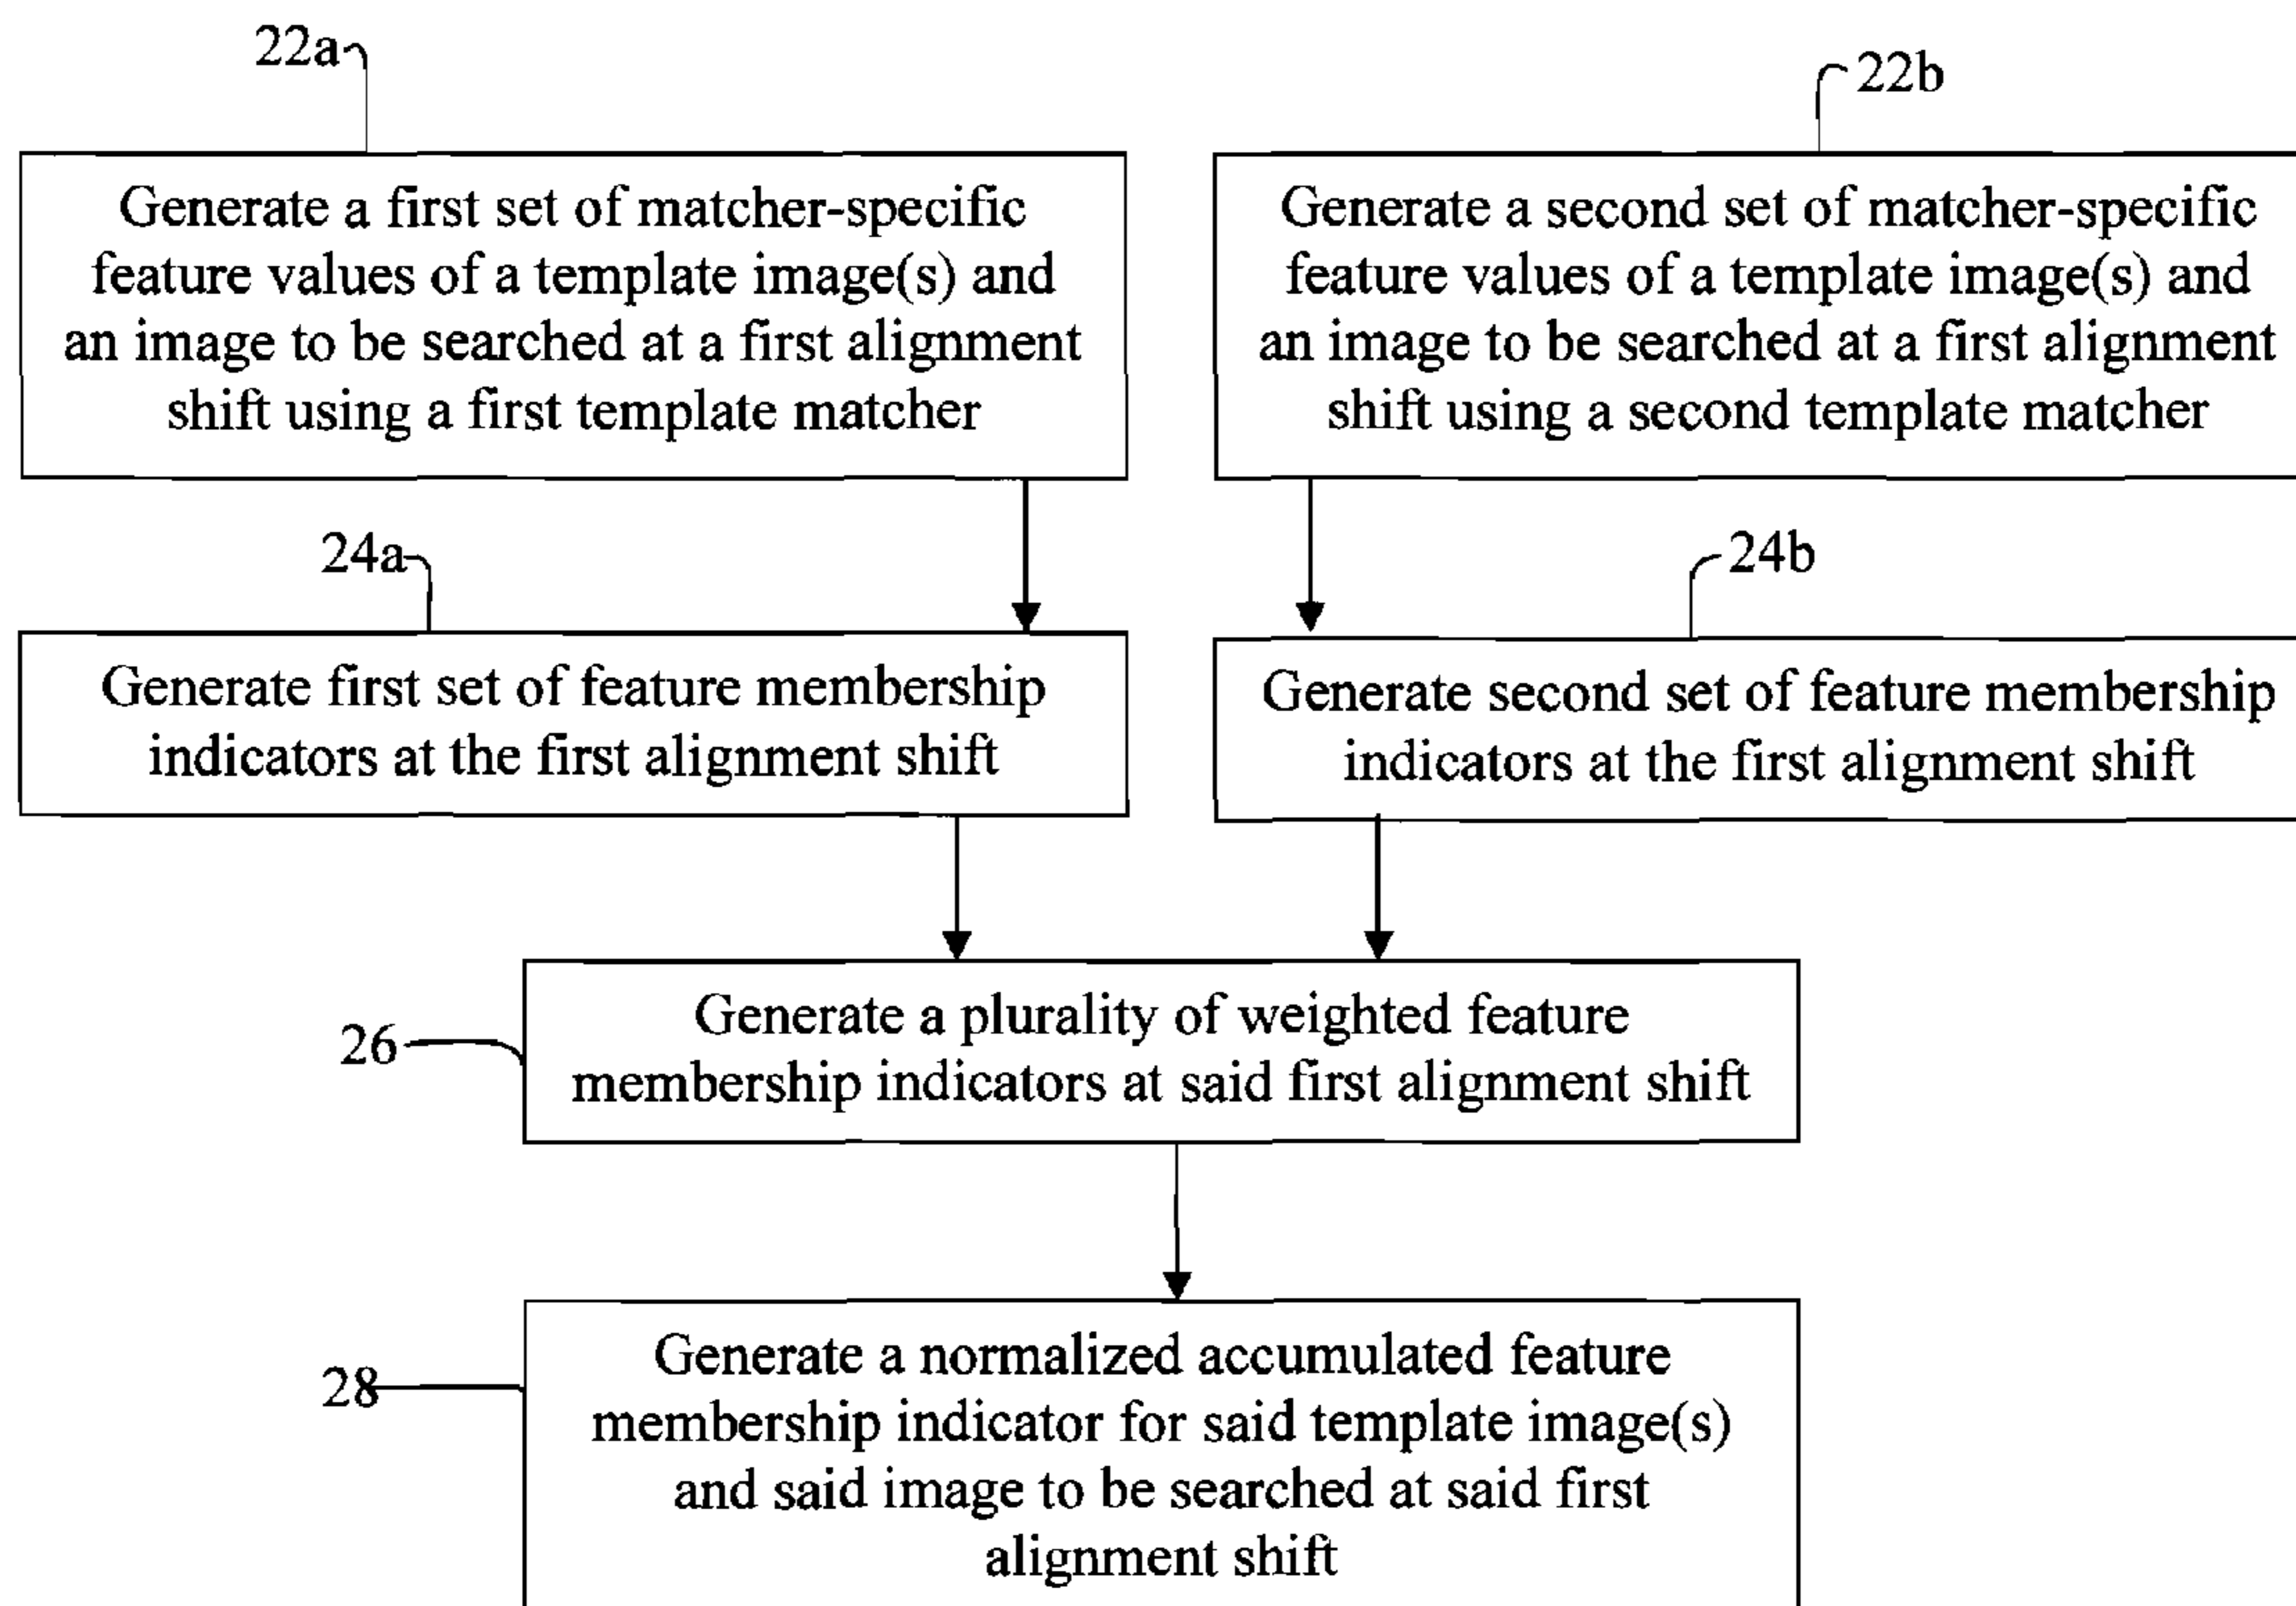 22a
22b
Generate a first set of matcher-specific
feature values of a template image(s) and
an image to be searched at a first alignment
shift using a first template matcher
Generate a second set of matcher-specific
feature values of a template image(s) and
an image to be searched at a first alignment
shift using a second template matcher
24a
24b
Generate first set of feature membership
indicators at the first alignment shift
Generate second set of feature membership
indicators at the first alignment shift
26
Generate a plurality of weighted feature
membership indicators at said first alignment shift
28
Generate a normalized accumulated feature
membership indicator for said template image(s)
and said image to be searched at said first
alignment shift